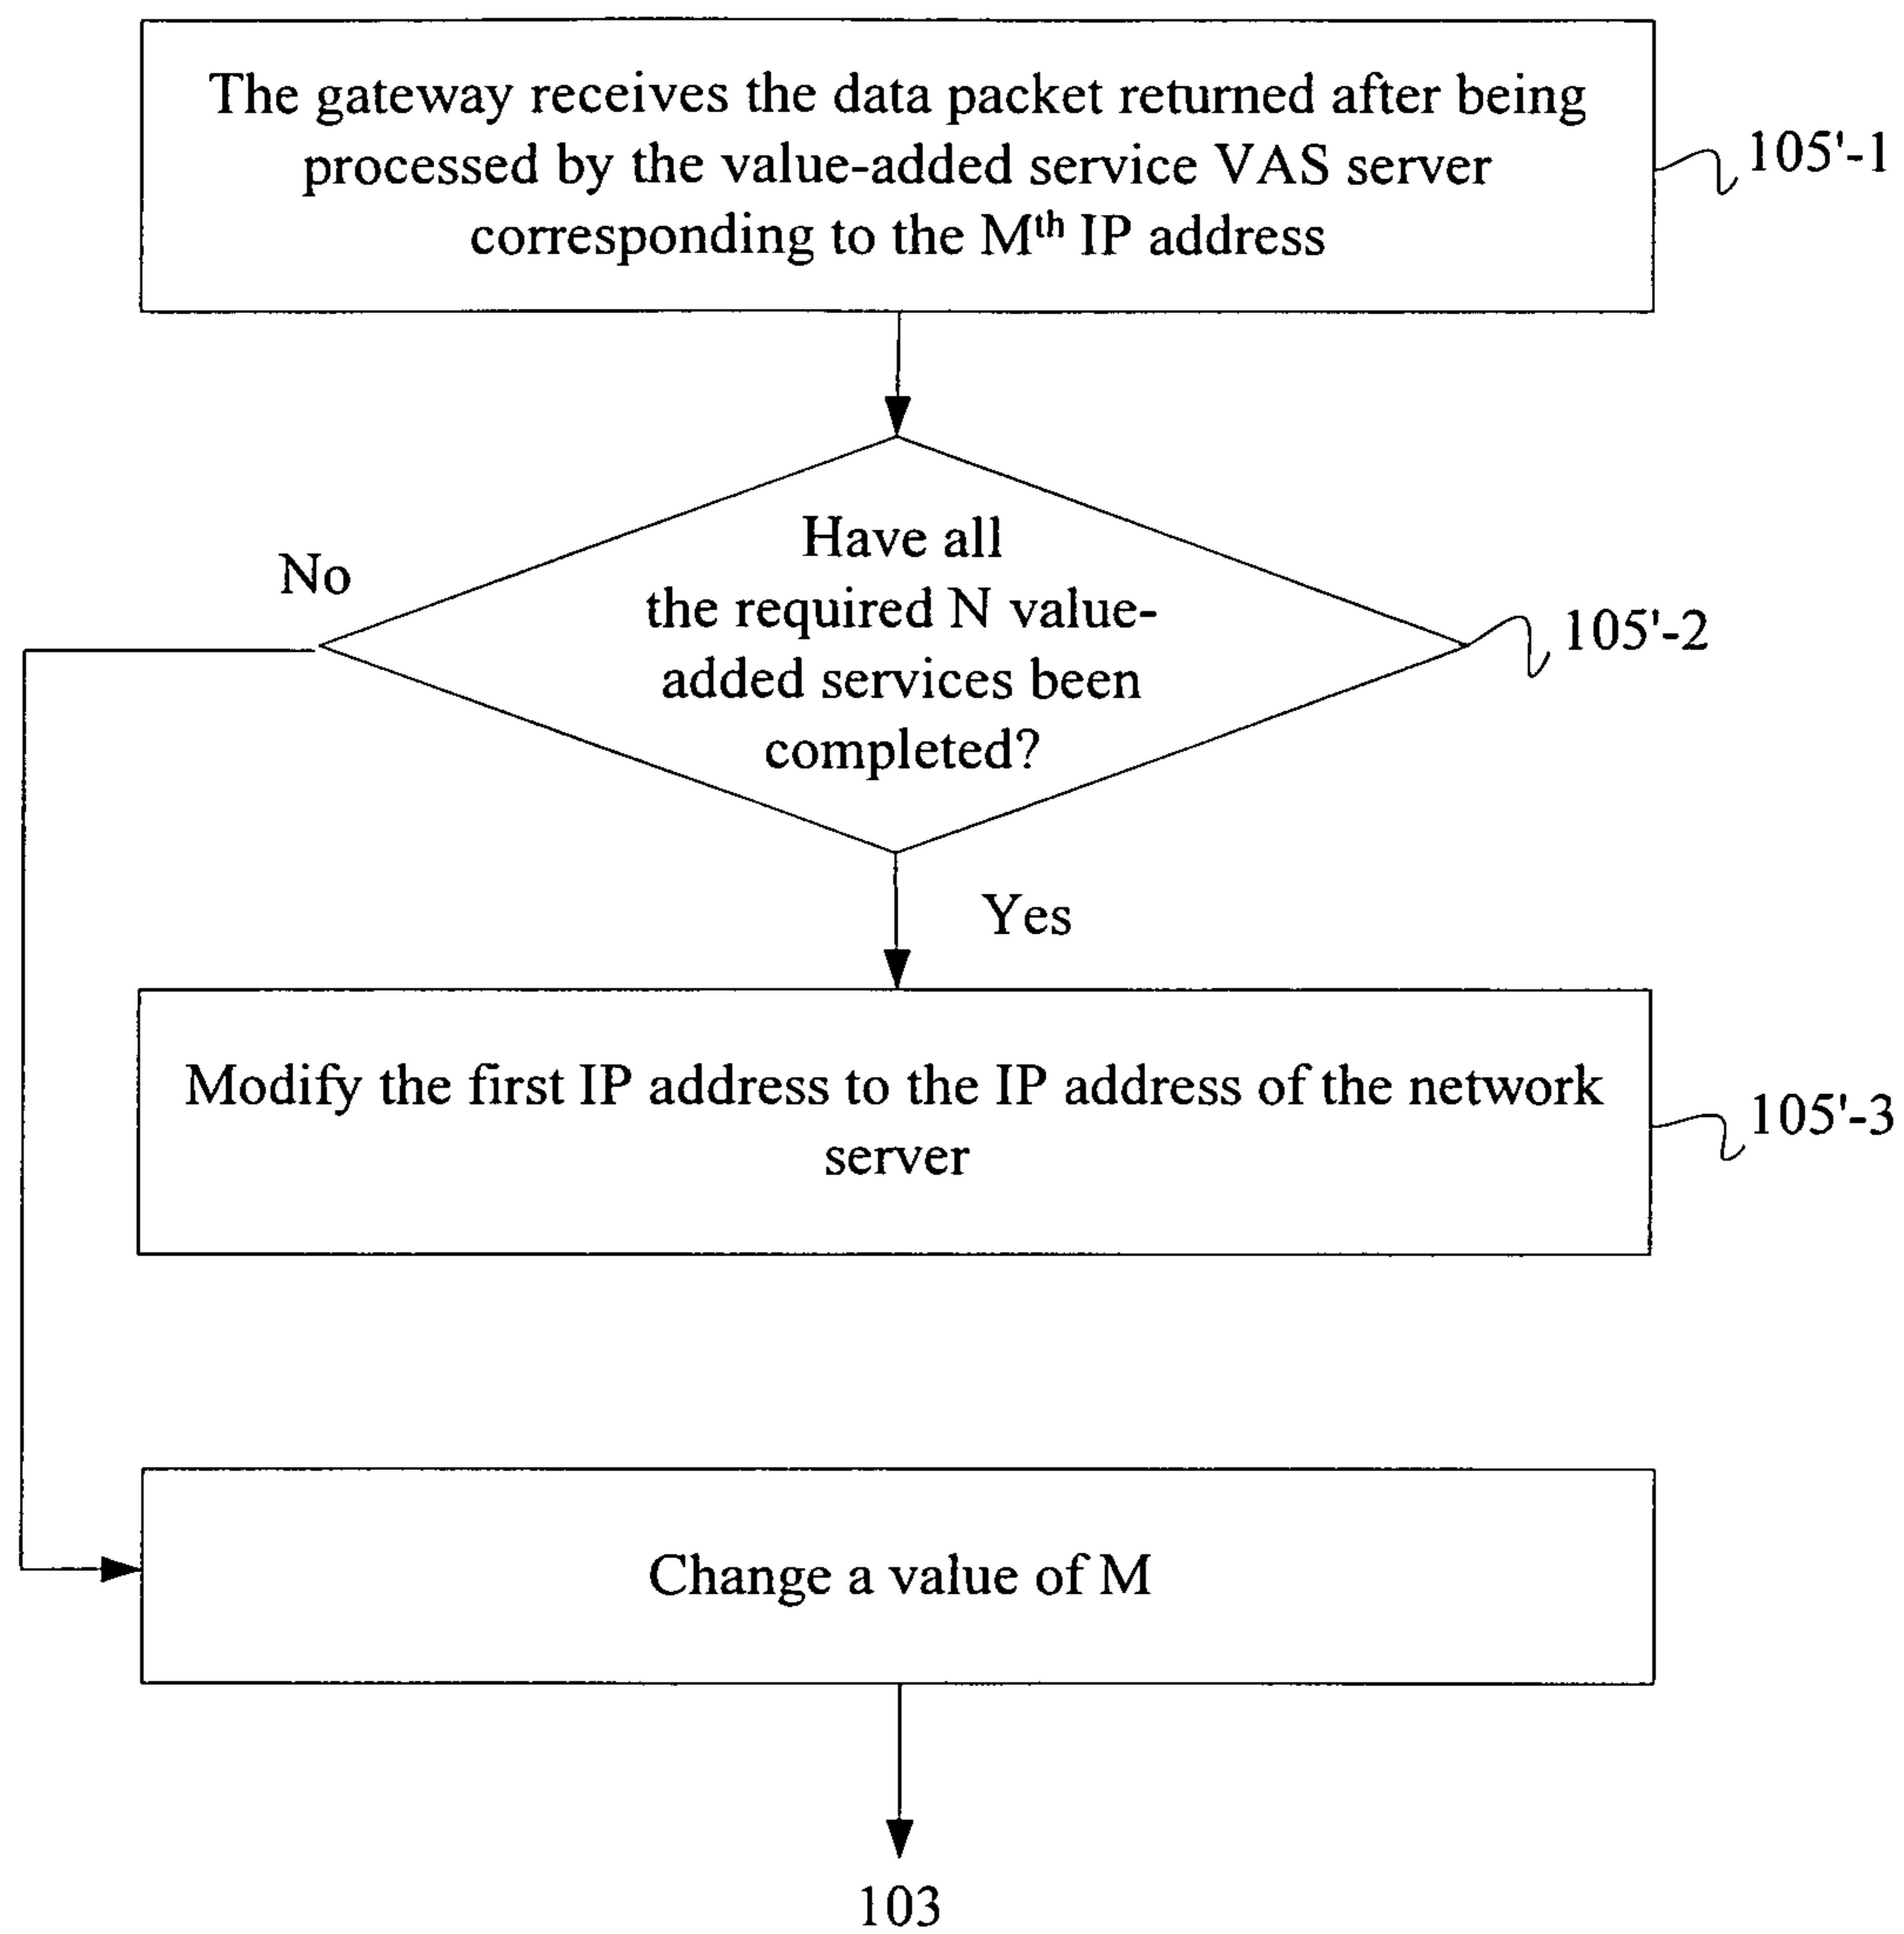 The gateway receives the data packet returned after being
processed by the value-added service VAS server
corresponding to the Mth IP address
105'-1
Have all
the required N value-
added services been
completed?
No
105'-2
Yes
Modify the first IP address to the IP address of the network
server
105'-3
Change a value of M
103